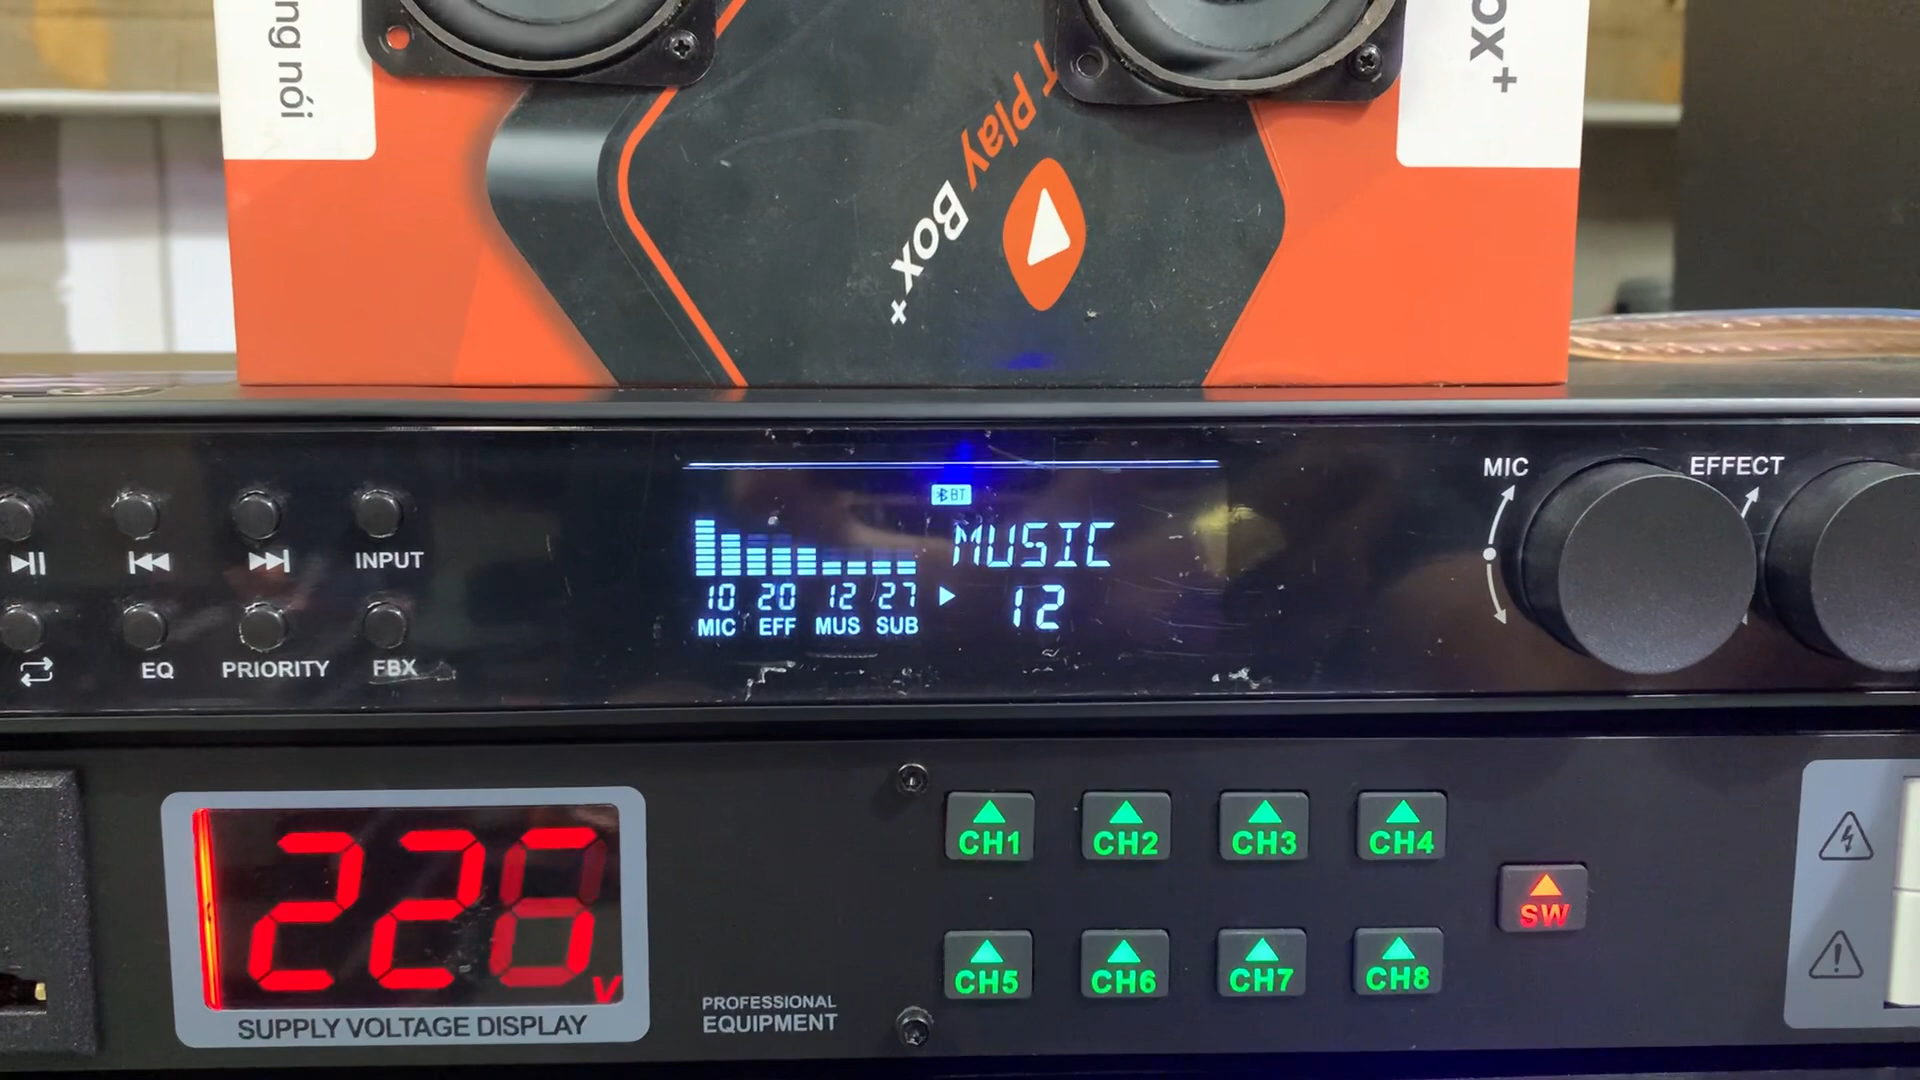 ng nói
ox+
T Play
Box+
MIC
EFFECT
BT
MUSIC
10 20 12 27 12
MIC EFF MUS SUB
INPUT
EQ PRIORITY FBX
V
SUPPLY VOLTAGE DISPLAY
PROFESSIONAL
EQUIPMENT
CH1 CH2 CH3 CH4
SW
CH5 CH6 CH7 CH8